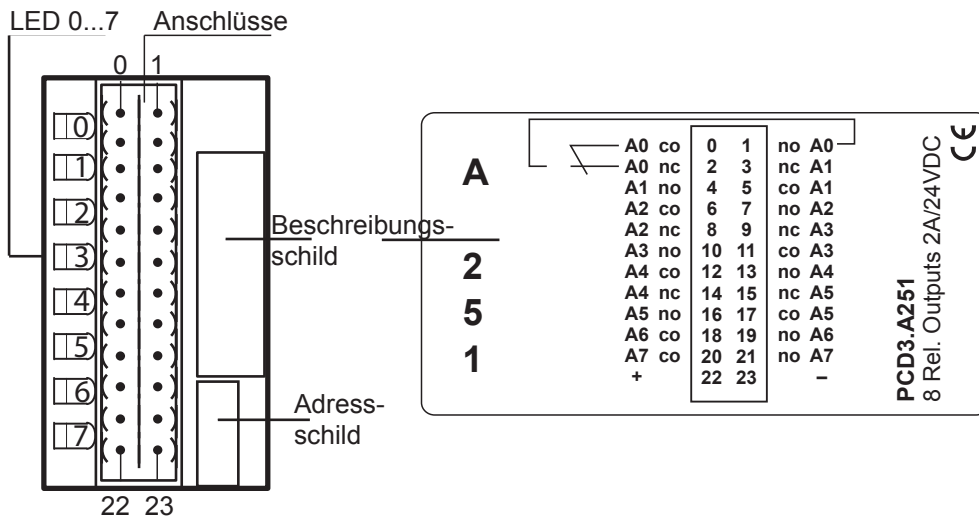 LED 0...7 Anschlüsse
0 1
0
1
2
3
4
5
6
7
22 23
Beschreibungs-
schild
Adress-
schild
A
2
5
1
A0 co 0 1 no A0
A0 nc 2 3 nc A1
A1 no 4 5 co A1
A2 co 6 7 no A2
A2 nc 8 9 nc A3
A3 no 10 11 co A3
A4 co 12 13 no A4
A4 nc 14 15 nc A5
A5 no 16 17 co A5
A6 co 18 19 no A6
A7 co 20 21 no A7
+ 22 23 –
PCD3.A251
8 Rel. Outputs 2A/24VDC
CE